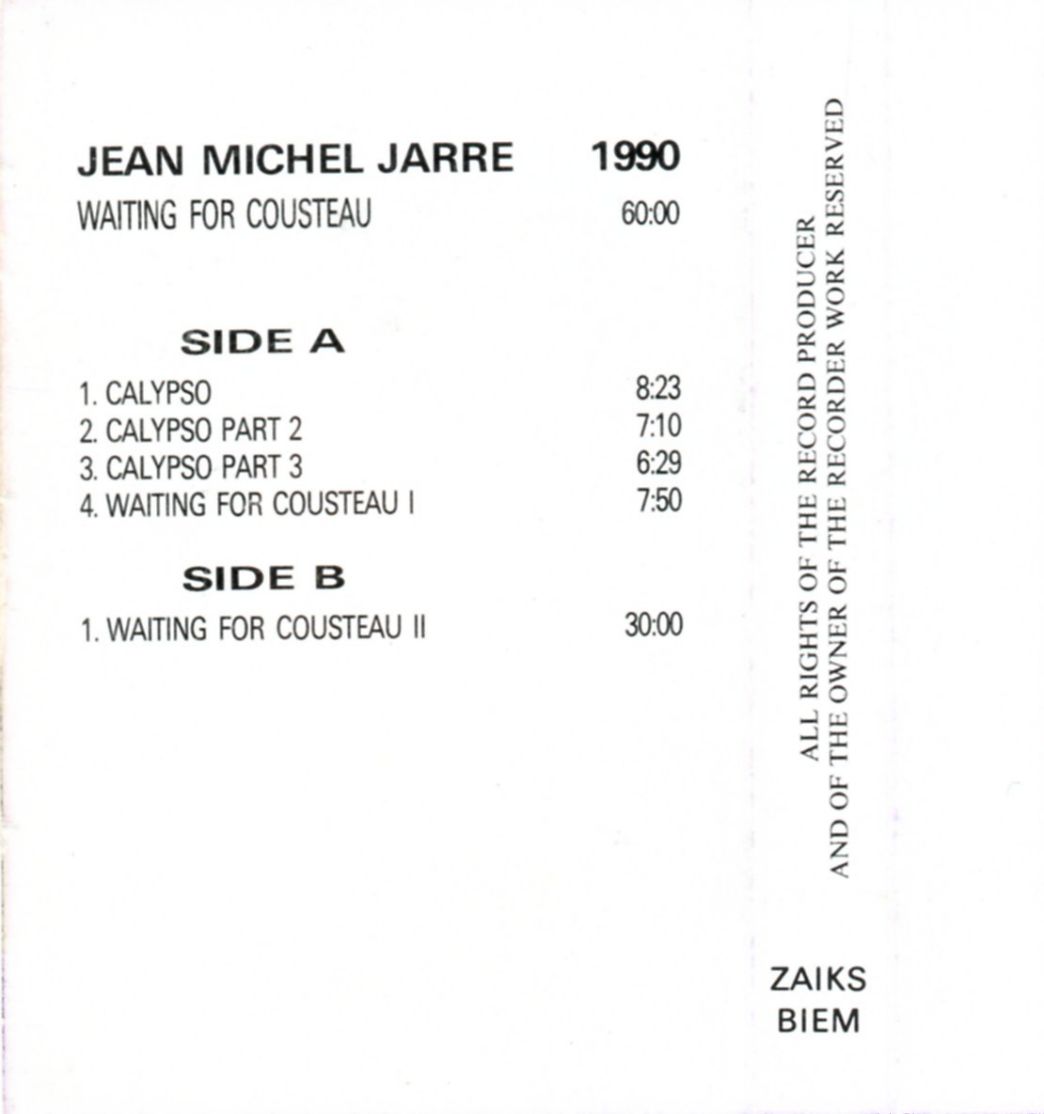 JEAN MICHEL JARRE 1990
WAITING FOR COUSTEAU 60:00
SIDE A
1. CALYPSO 8:23
2. CALYPSO PART 2 7:10
3. CALYPSO PART 3 6:29
4. WAITING FOR COUSTEAU I 7:50
SIDE B
1. WAITING FOR COUSTEAU II 30:00
ALL RIGHTS OF THE RECORD PRODUCER
AND OF THE OWNER OF THE RECORDER WORK RESERVED
ZAIKS
BIEM